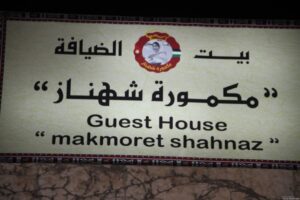 بيت الضيافة
"مكمورة شهناز"
Guest House
"makmoret shahnaz"